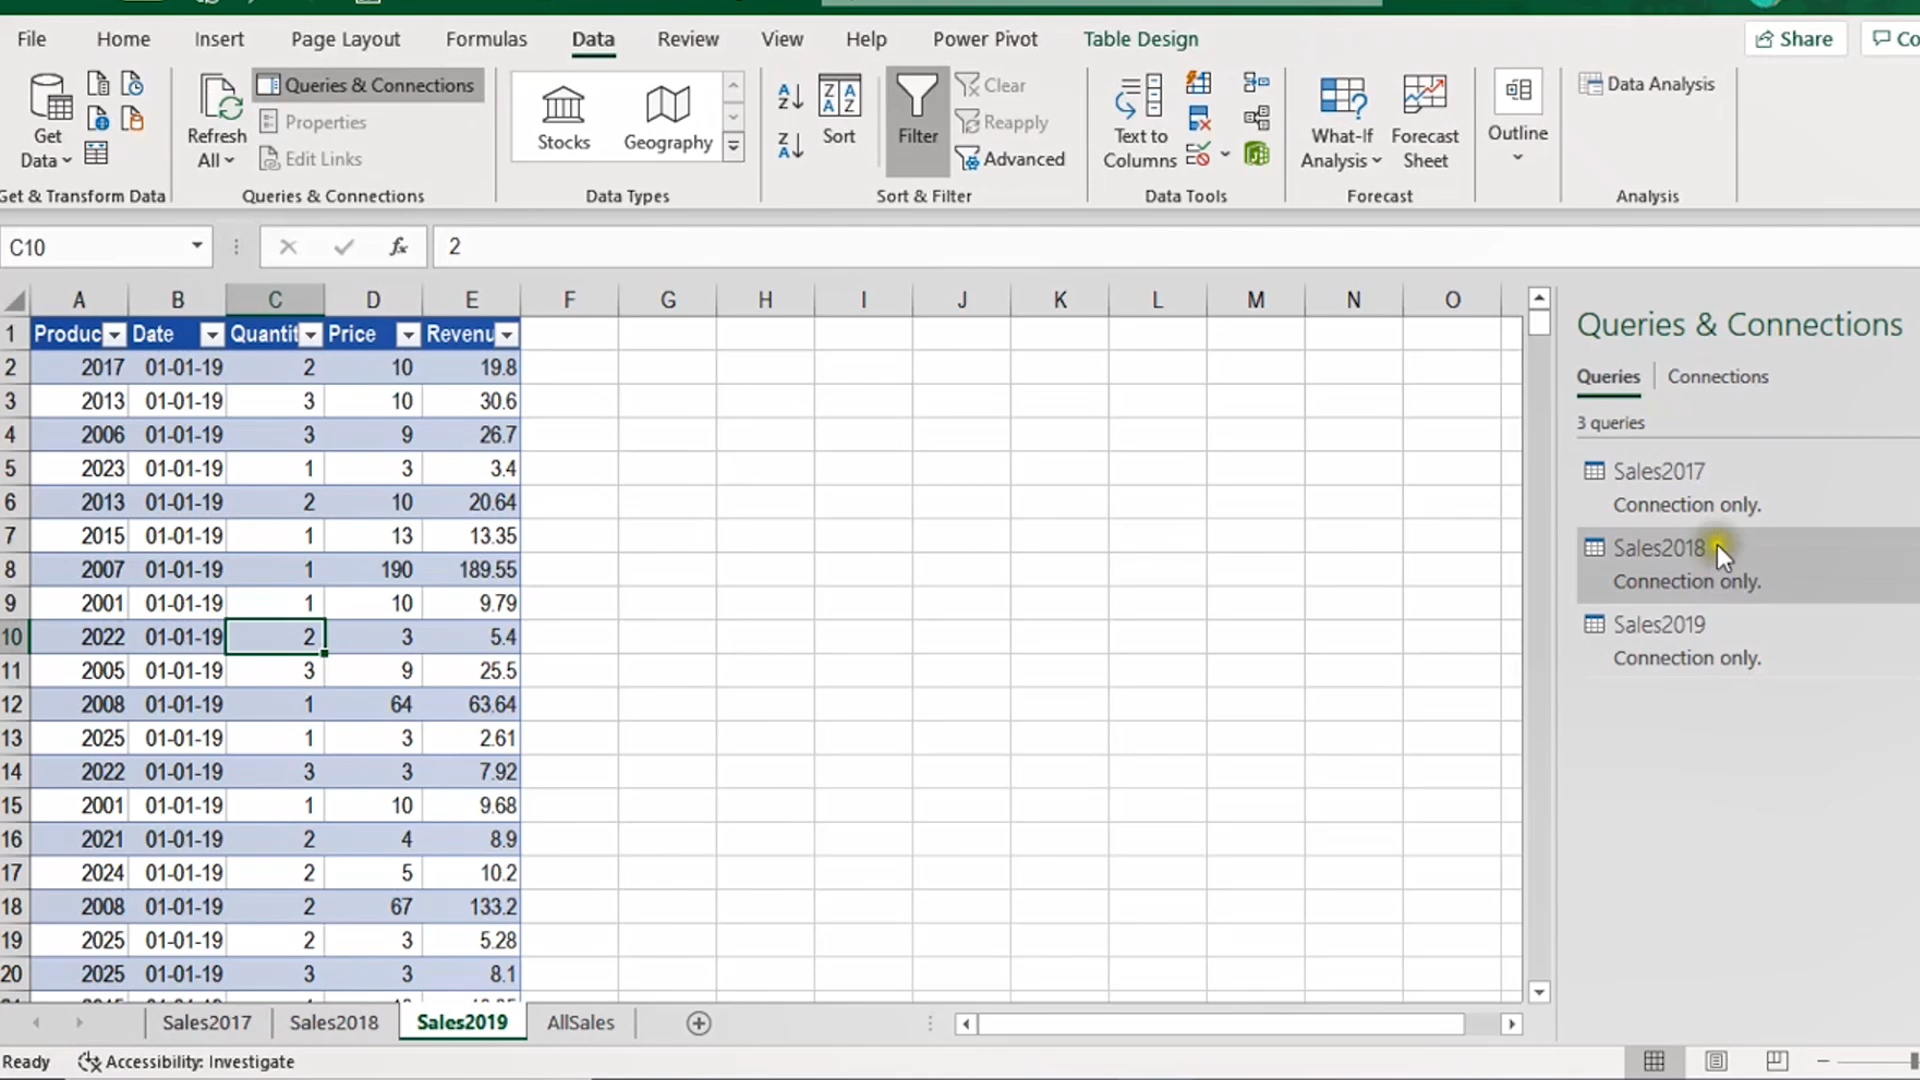 File Home Insert Page Layout Formulas Data Review View Help Power Pivot Table Design Share Co
Get Data
Refresh All
Queries & Connections
Properties
Edit Links
Stocks Geography
Sort
Filter
Clear
Reapply
Advanced
Text to Columns
What-If Analysis
Forecast Sheet
Outline
Data Analysis
Get & Transform Data Queries & Connections Data Types Sort & Filter Data Tools Forecast Analysis
C10 fx 2
A B C D E F G H I J K L M N O
1 Produc Date Quantit Price Revenu
2 2017 01-01-19 2 10 19.8
3 2013 01-01-19 3 10 30.6
4 2006 01-01-19 3 9 26.7
5 2023 01-01-19 1 3 3.4
6 2013 01-01-19 2 10 20.64
7 2015 01-01-19 1 13 13.35
8 2007 01-01-19 1 190 189.55
9 2001 01-01-19 1 10 9.79
10 2022 01-01-19 2 3 5.4
11 2005 01-01-19 3 9 25.5
12 2008 01-01-19 1 64 63.64
13 2025 01-01-19 1 3 2.61
14 2022 01-01-19 3 3 7.92
15 2001 01-01-19 1 10 9.68
16 2021 01-01-19 2 4 8.9
17 2024 01-01-19 2 5 10.2
18 2008 01-01-19 2 67 133.2
19 2025 01-01-19 2 3 5.28
20 2025 01-01-19 3 3 8.1
Queries & Connections
Queries Connections
3 queries
Sales2017
Connection only.
Sales2018
Connection only.
Sales2019
Connection only.
Sales2017 Sales2018 Sales2019 AllSales
Ready Accessibility: Investigate